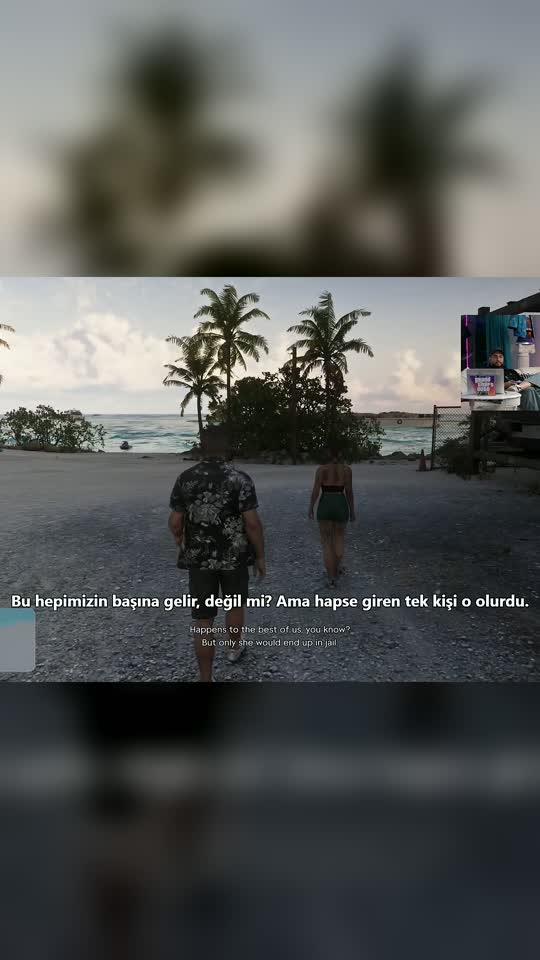 Bu hepimizin başına gelir, değil mi? Ama hapse giren tek kişi o olurdu.
Happens to the best of us, you know?
But only she would end up in jail